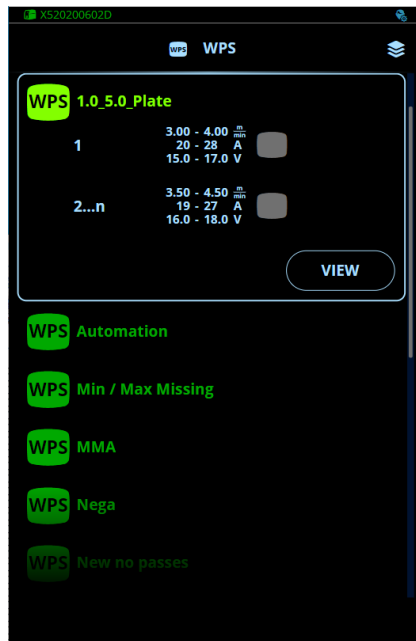 X520200602D
WPS WPS
WPS 1.0_5.0_Plate
1
3.00 - 4.00 m/min
20 - 28 A
15.0 - 17.0 V
2...n
3.50 - 4.50 m/min
19 - 27 A
16.0 - 18.0 V
VIEW
WPS Automation
WPS Min / Max Missing
WPS MMA
WPS Nega
WPS New no passes